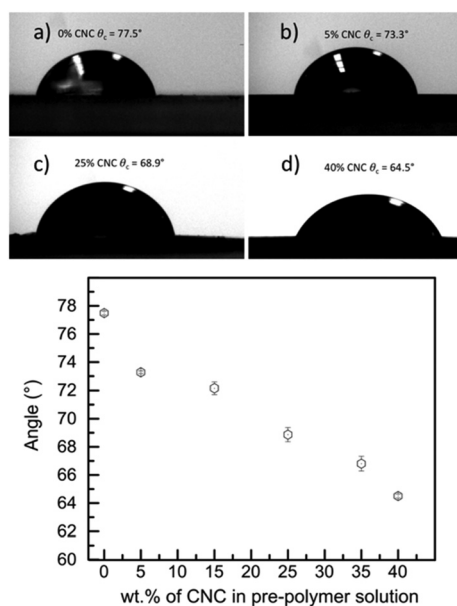 a) 0% CNC θc = 77.5°
b) 5% CNC θc = 73.3°
c) 25% CNC θc = 68.9°
d) 40% CNC θc = 64.5°
78
76
74
72
70
68
66
64
62
60
Angle (°)
0 5 10 15 20 25 30 35 40
wt.% of CNC in pre-polymer solution